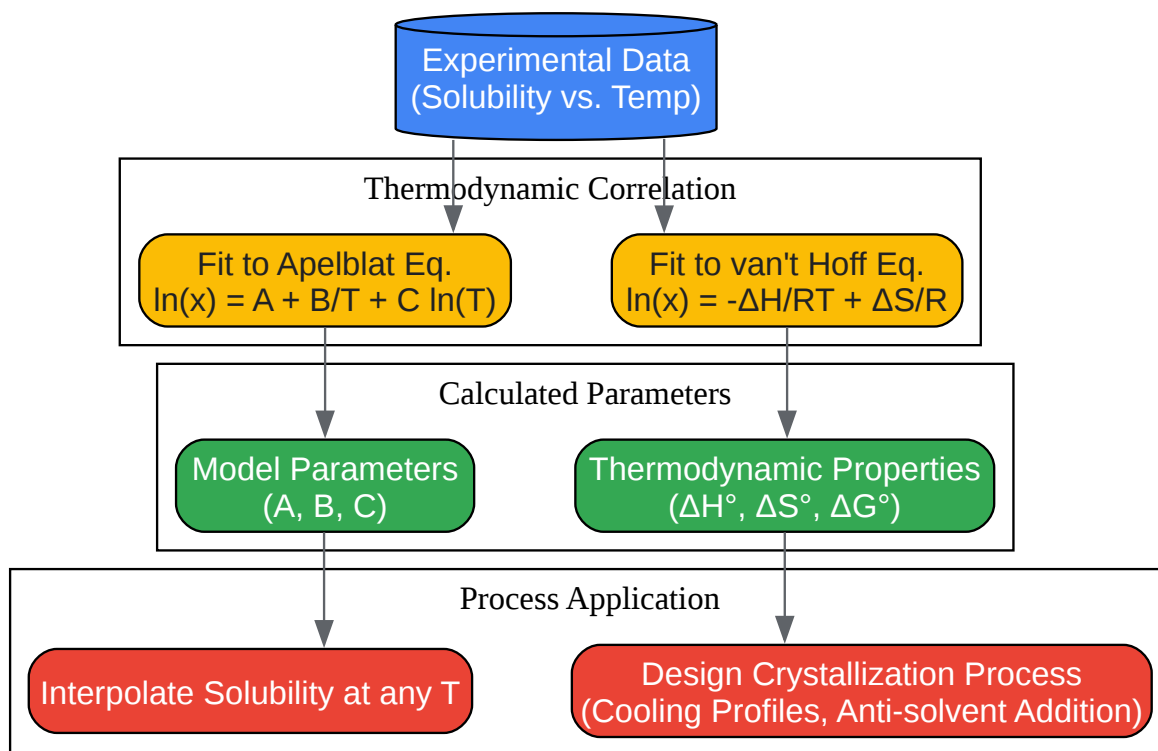 Experimental Data
(Solubility vs. Temp)
Thermodynamic Correlation
Fit to Apelblat Eq.
ln(x) = A + B/T + C ln(T)
Fit to van't Hoff Eq.
ln(x) = -ΔH/RT + ΔS/R
Calculated Parameters
Model Parameters
(A, B, C)
Thermodynamic Properties
(ΔH°, ΔS°, ΔG°)
Process Application
Interpolate Solubility at any T
Design Crystallization Process
(Cooling Profiles, Anti-solvent Addition)